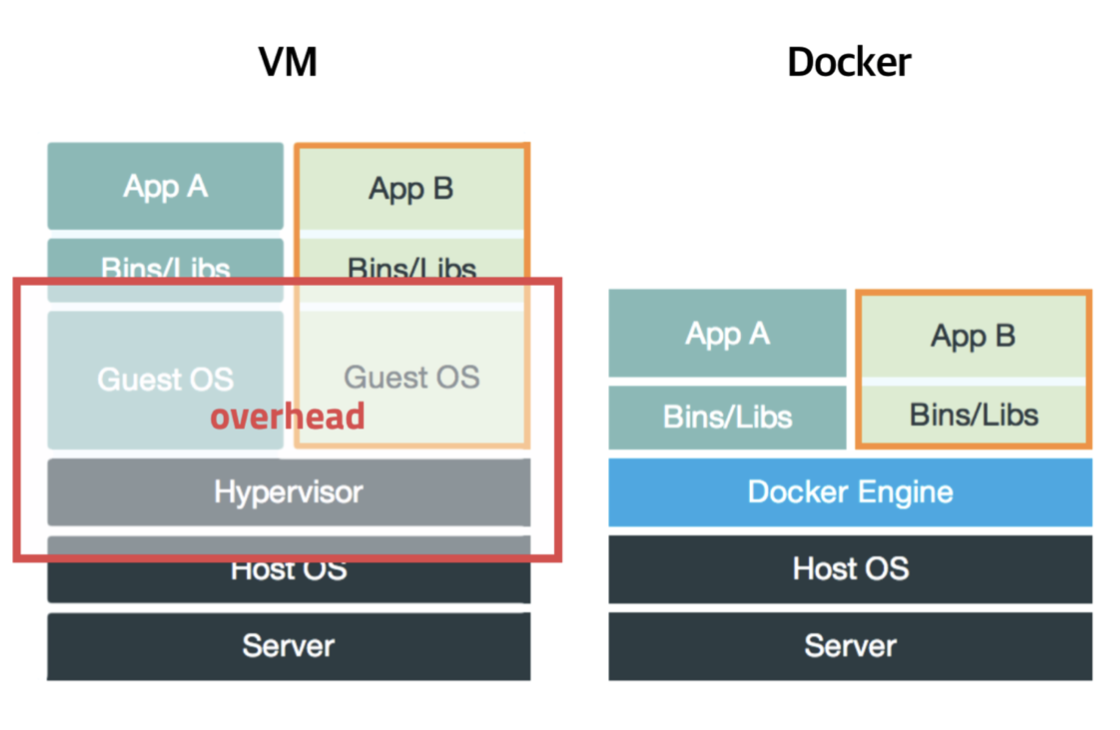 VM
App A
App B
Bins/Libs
Bins/Libs
Guest OS
Guest OS
overhead
Hypervisor
Host OS
Server
Docker
App A
App B
Bins/Libs
Bins/Libs
Docker Engine
Host OS
Server